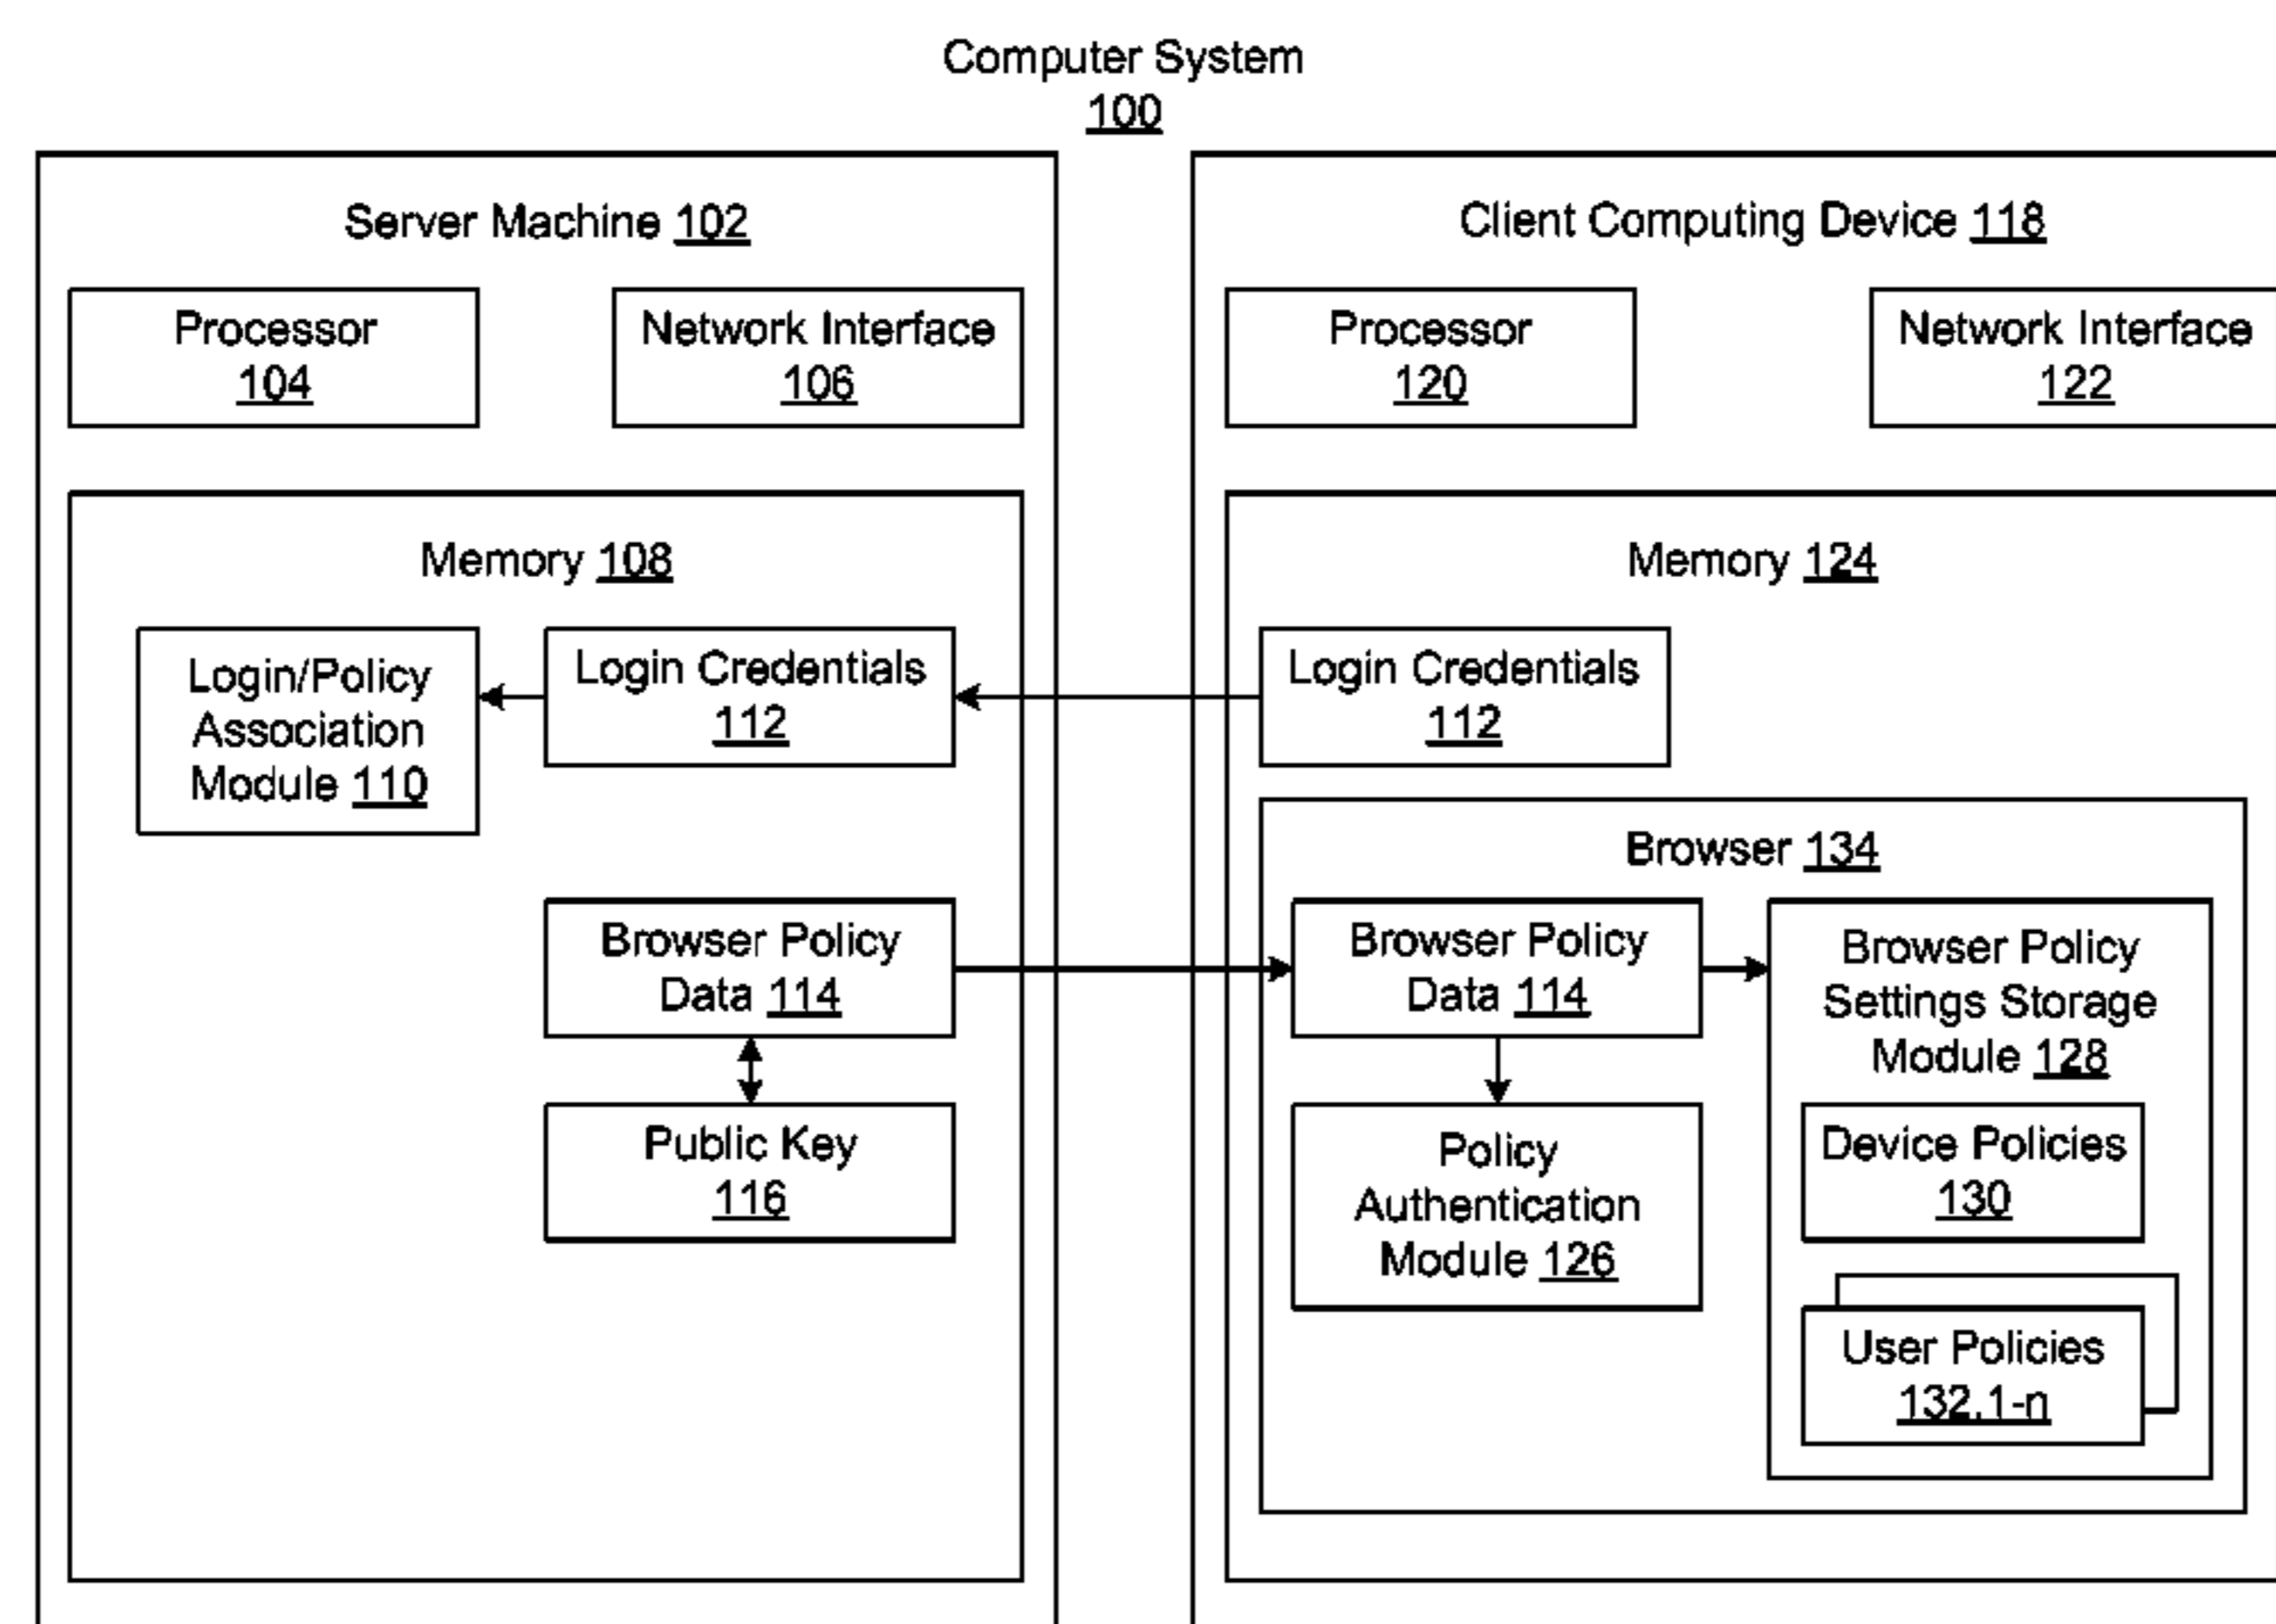 Computer System
100
Server Machine 102
Processor
104
Network Interface
106
Memory 108
Login/Policy
Association
Module 110
Login Credentials
112
Browser Policy
Data 114
Public Key
116
Client Computing Device 118
Processor
120
Network Interface
122
Memory 124
Login Credentials
112
Browser 134
Browser Policy
Data 114
Policy
Authentication
Module 126
Browser Policy
Settings Storage
Module 128
Device Policies
130
User Policies
132.1-n